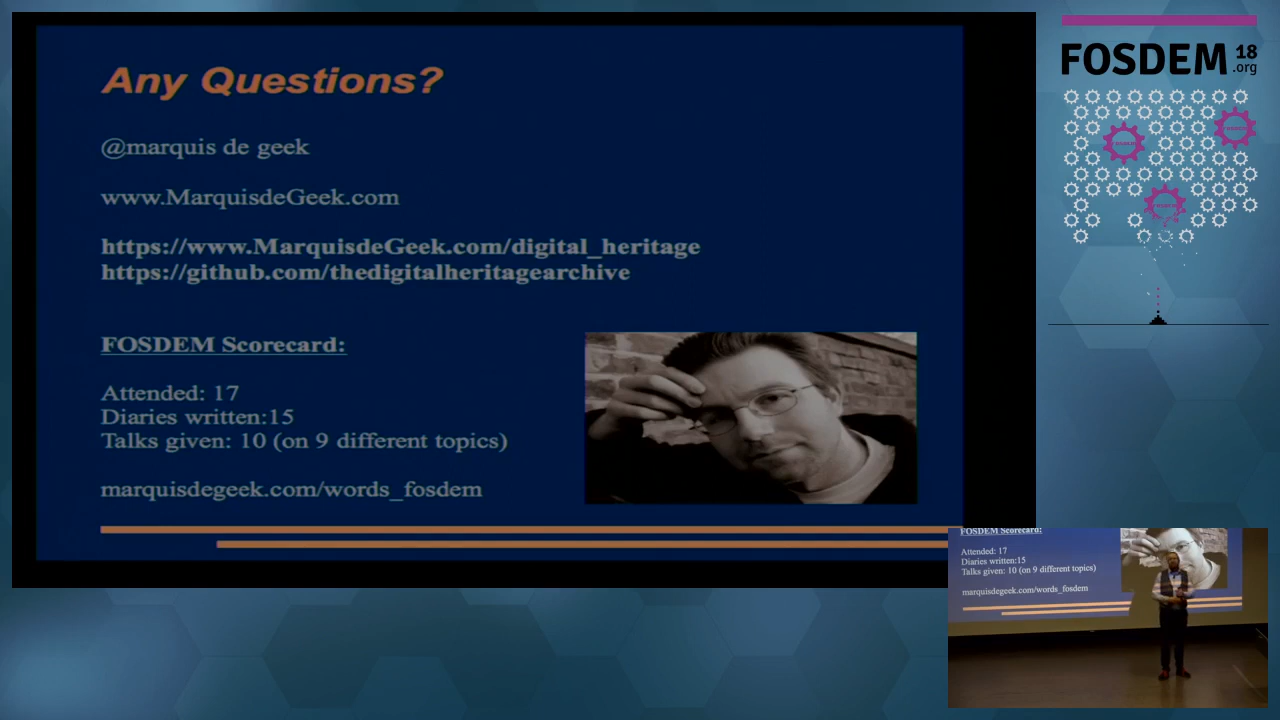 Any Questions?
@marquis de geek
www.MarquisdeGeek.com
https://www.MarquisdeGeek.com/digital_heritage
https://github.com/thedigitalheritagearchive
FOSDEM Scorecard:
Attended: 17
Diaries written:15
Talks given: 10 (on 9 different topics)
marquisdegeek.com/words_fosdem
FOSDEM 18
.org
FOSDEM Scorecard:
Attended: 17
Diaries written:15
Talks given: 10 (on 9 different topics)
marquisdegeek.com/words_fosdem